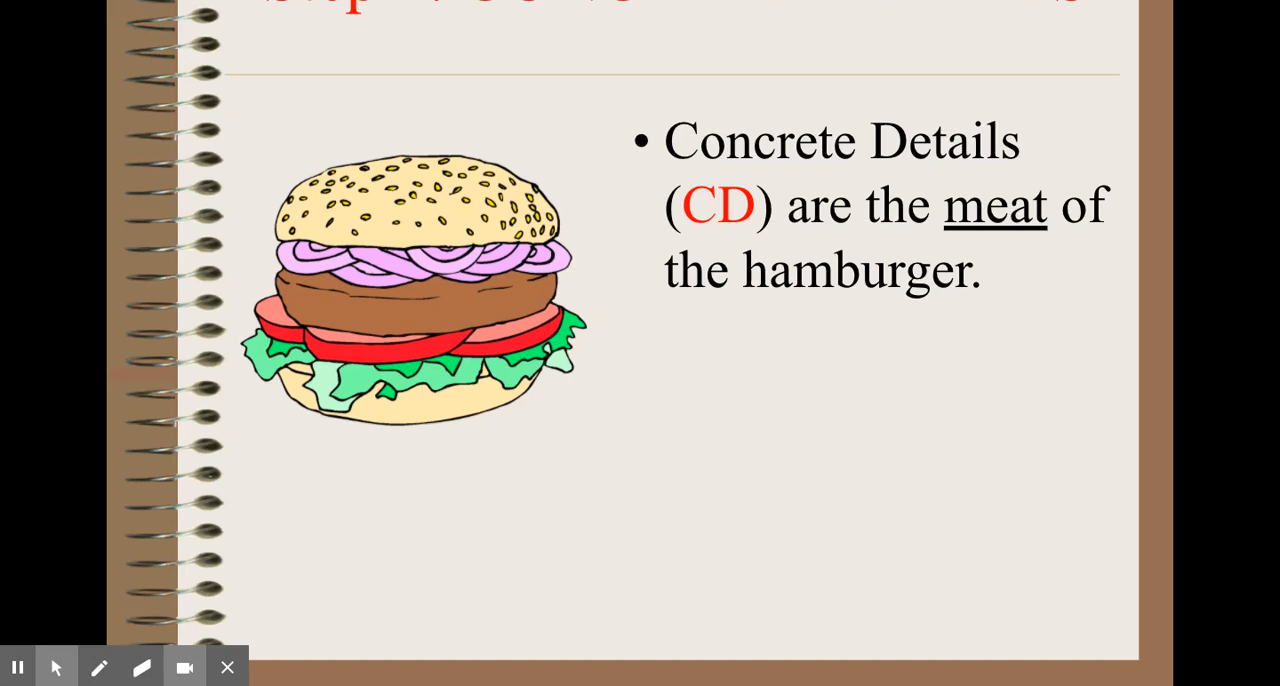 • Concrete Details
(CD) are the meat of
the hamburger.